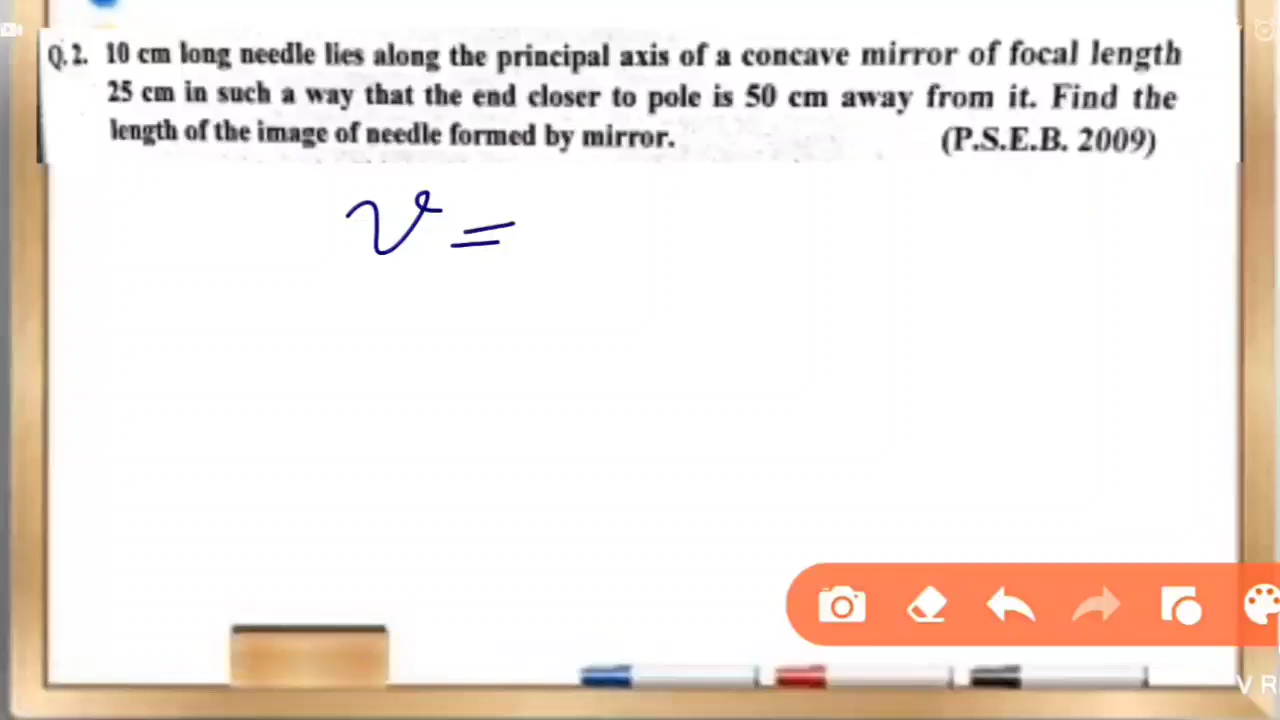 Q. 2. 10 cm long needle lies along the principal axis of a concave mirror of focal length
25 cm in such a way that the end closer to pole is 50 cm away from it. Find the
length of the image of needle formed by mirror. (P.S.E.B. 2009)
v =
V R